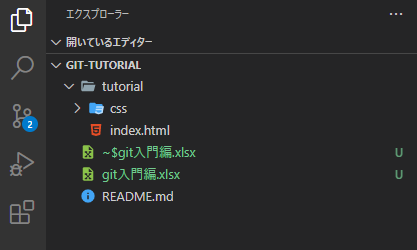 エクスプローラー
開いているエディター
GIT-TUTORIAL
tutorial
css
index.html
~$git入門編.xlsx U
git入門編.xlsx U
README.md
2